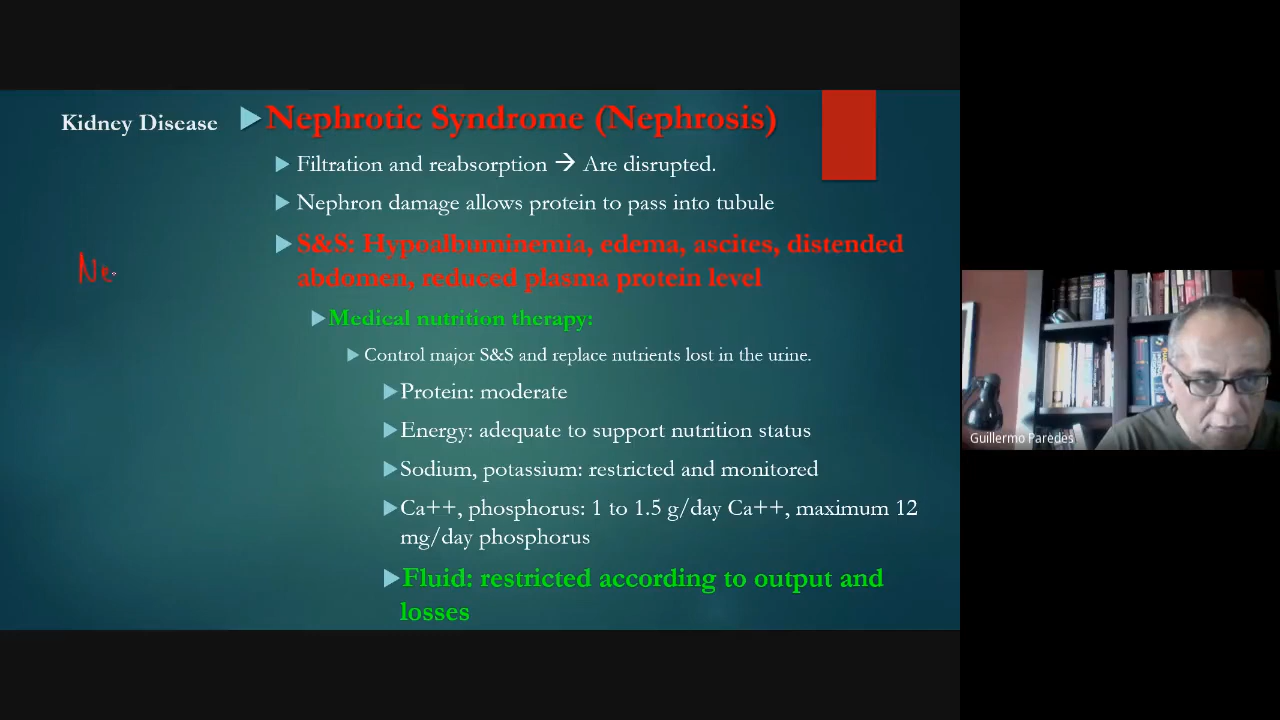 Kidney Disease
Nephrotic Syndrome (Nephrosis)
Filtration and reabsorption → Are disrupted.
Nephron damage allows protein to pass into tubule
S&S: Hypoalbuminemia, edema, ascites, distended
abdomen, reduced plasma protein level
Ne
Medical nutrition therapy:
Control major S&S and replace nutrients lost in the urine.
Protein: moderate
Energy: adequate to support nutrition status
Sodium, potassium: restricted and monitored
Ca++, phosphorus: 1 to 1.5 g/day Ca++, maximum 12
mg/day phosphorus
Fluid: restricted according to output and
losses
Guillermo Paredes